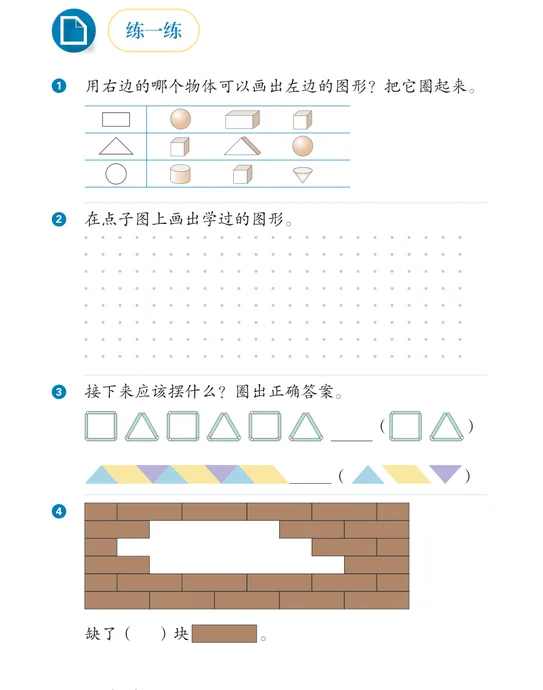 练一练
1 用右边的哪个物体可以画出左边的图形？把它圈起来。
2 在点子图上画出学过的图形。
3 接下来应该摆什么？圈出正确答案。
____ ( )
____ ( )
4
缺了（ ）块 。